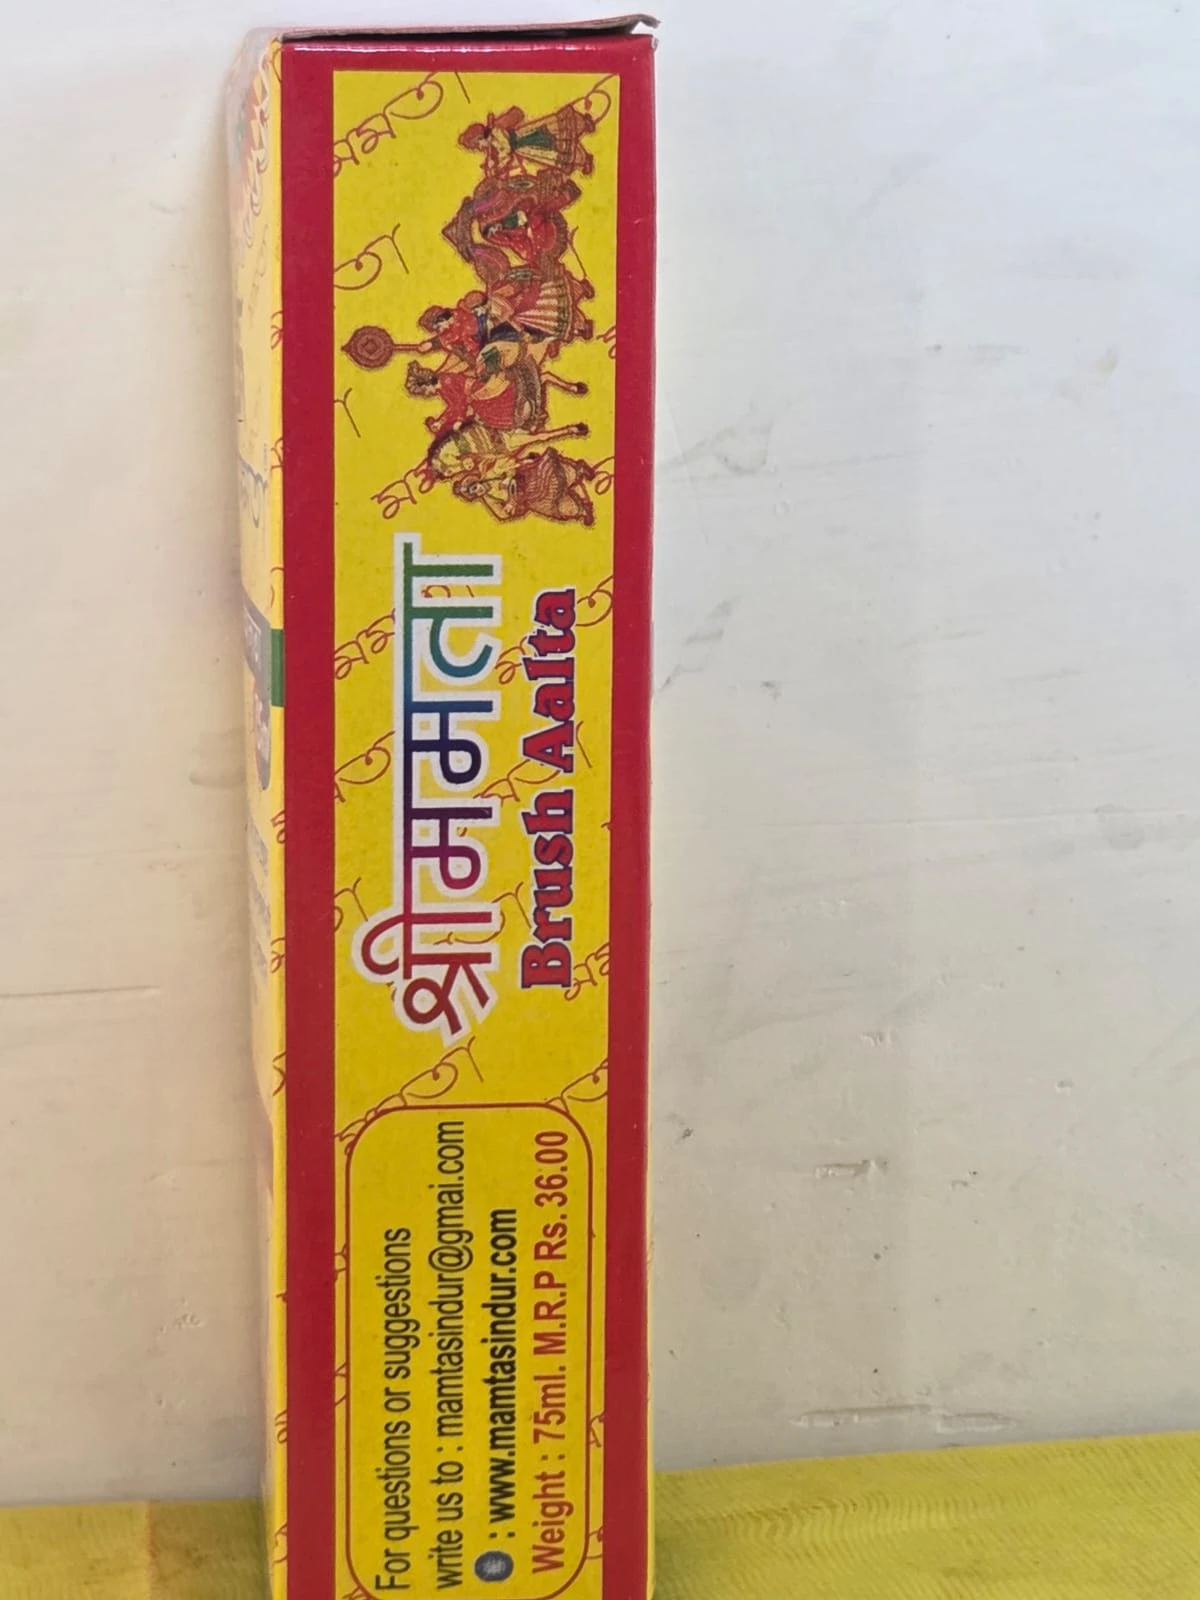 श्रीममता
Brush Aalta
For questions or suggestions
write us to : mamtasindur@gmai.com
: www.mamtasindur.com
Weight : 75ml. M.R.P Rs. 36.00